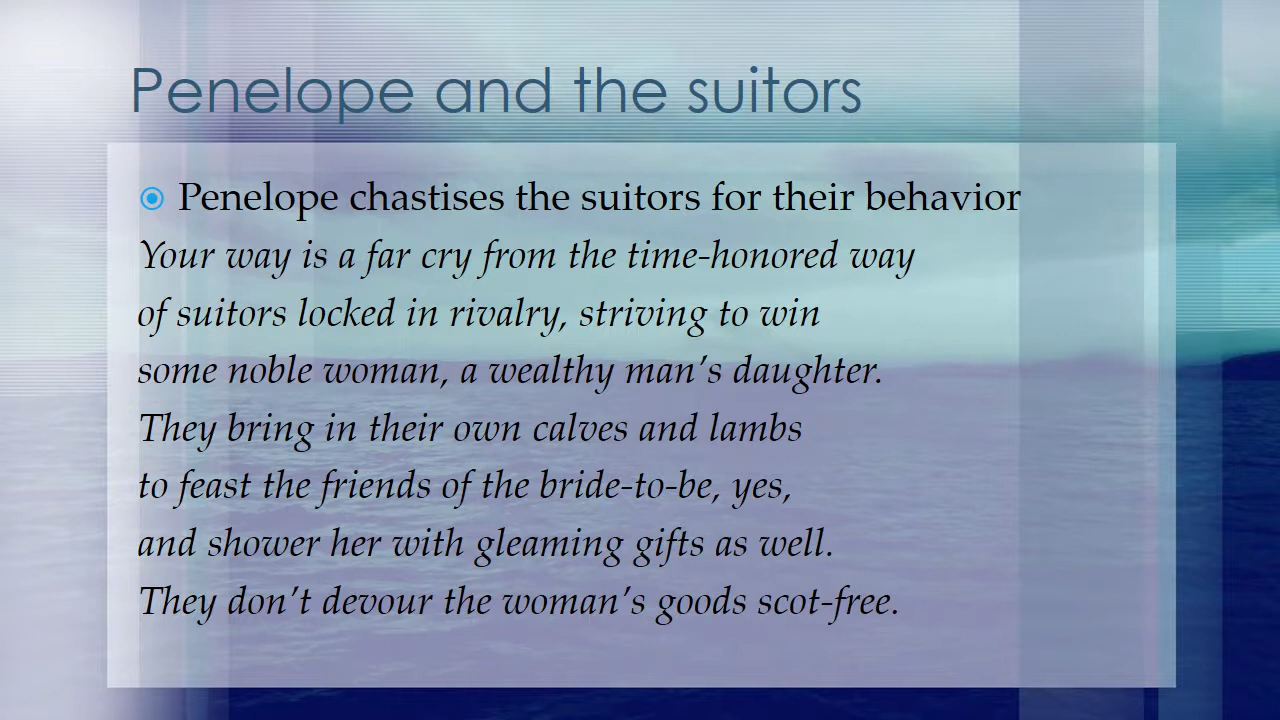 Penelope and the suitors
Penelope chastises the suitors for their behavior
Your way is a far cry from the time-honored way
of suitors locked in rivalry, striving to win
some noble woman, a wealthy man’s daughter.
They bring in their own calves and lambs
to feast the friends of the bride-to-be, yes,
and shower her with gleaming gifts as well.
They don’t devour the woman’s goods scot-free.